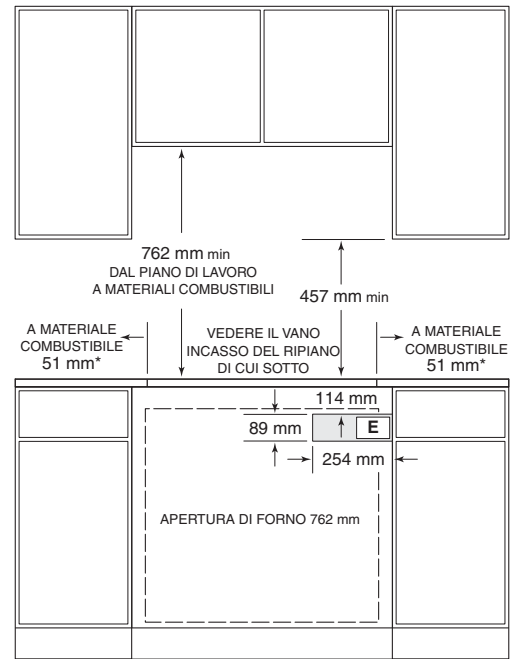 762 mm min
DAL PIANO DI LAVORO
A MATERIALI COMBUSTIBILI
457 mm min
A MATERIALE
COMBUSTIBILE
51 mm*
VEDERE IL VANO
INCASSO DEL RIPIANO
DI CUI SOTTO
A MATERIALE
COMBUSTIBILE
51 mm*
114 mm
89 mm
E
254 mm
APERTURA DI FORNO 762 mm